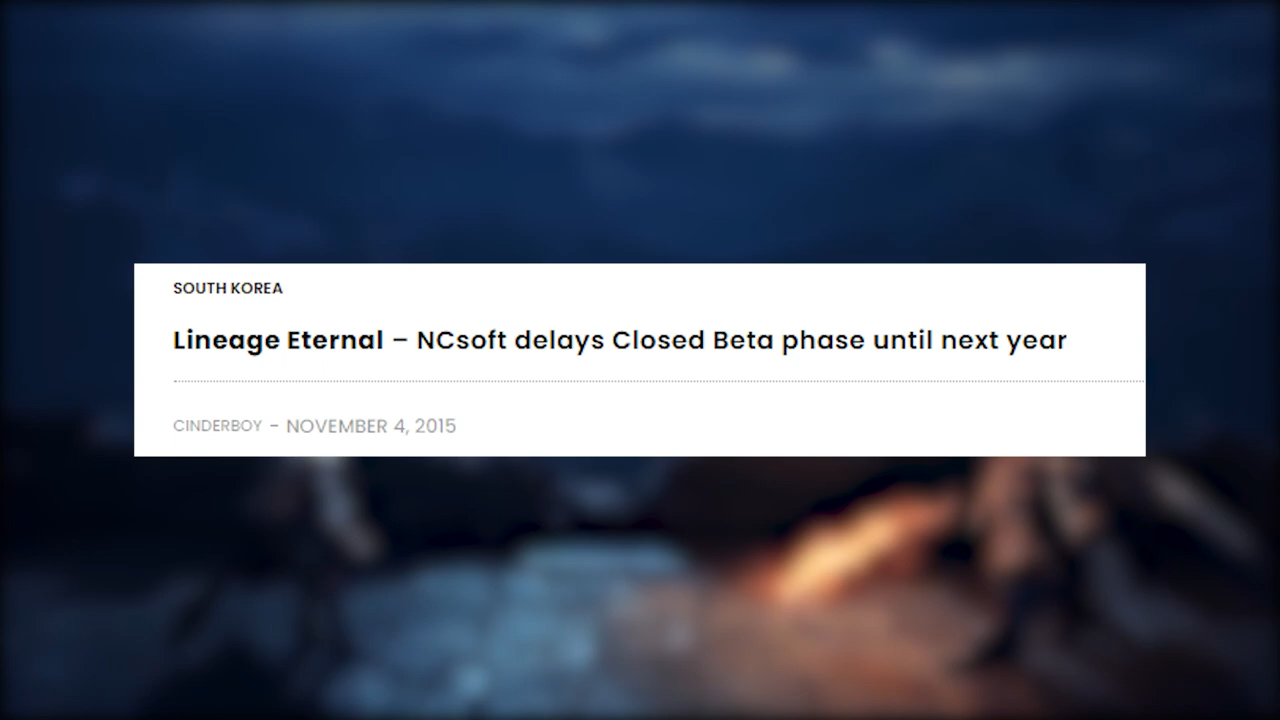 SOUTH KOREA
Lineage Eternal – NCsoft delays Closed Beta phase until next year
CINDERBOY - NOVEMBER 4, 2015